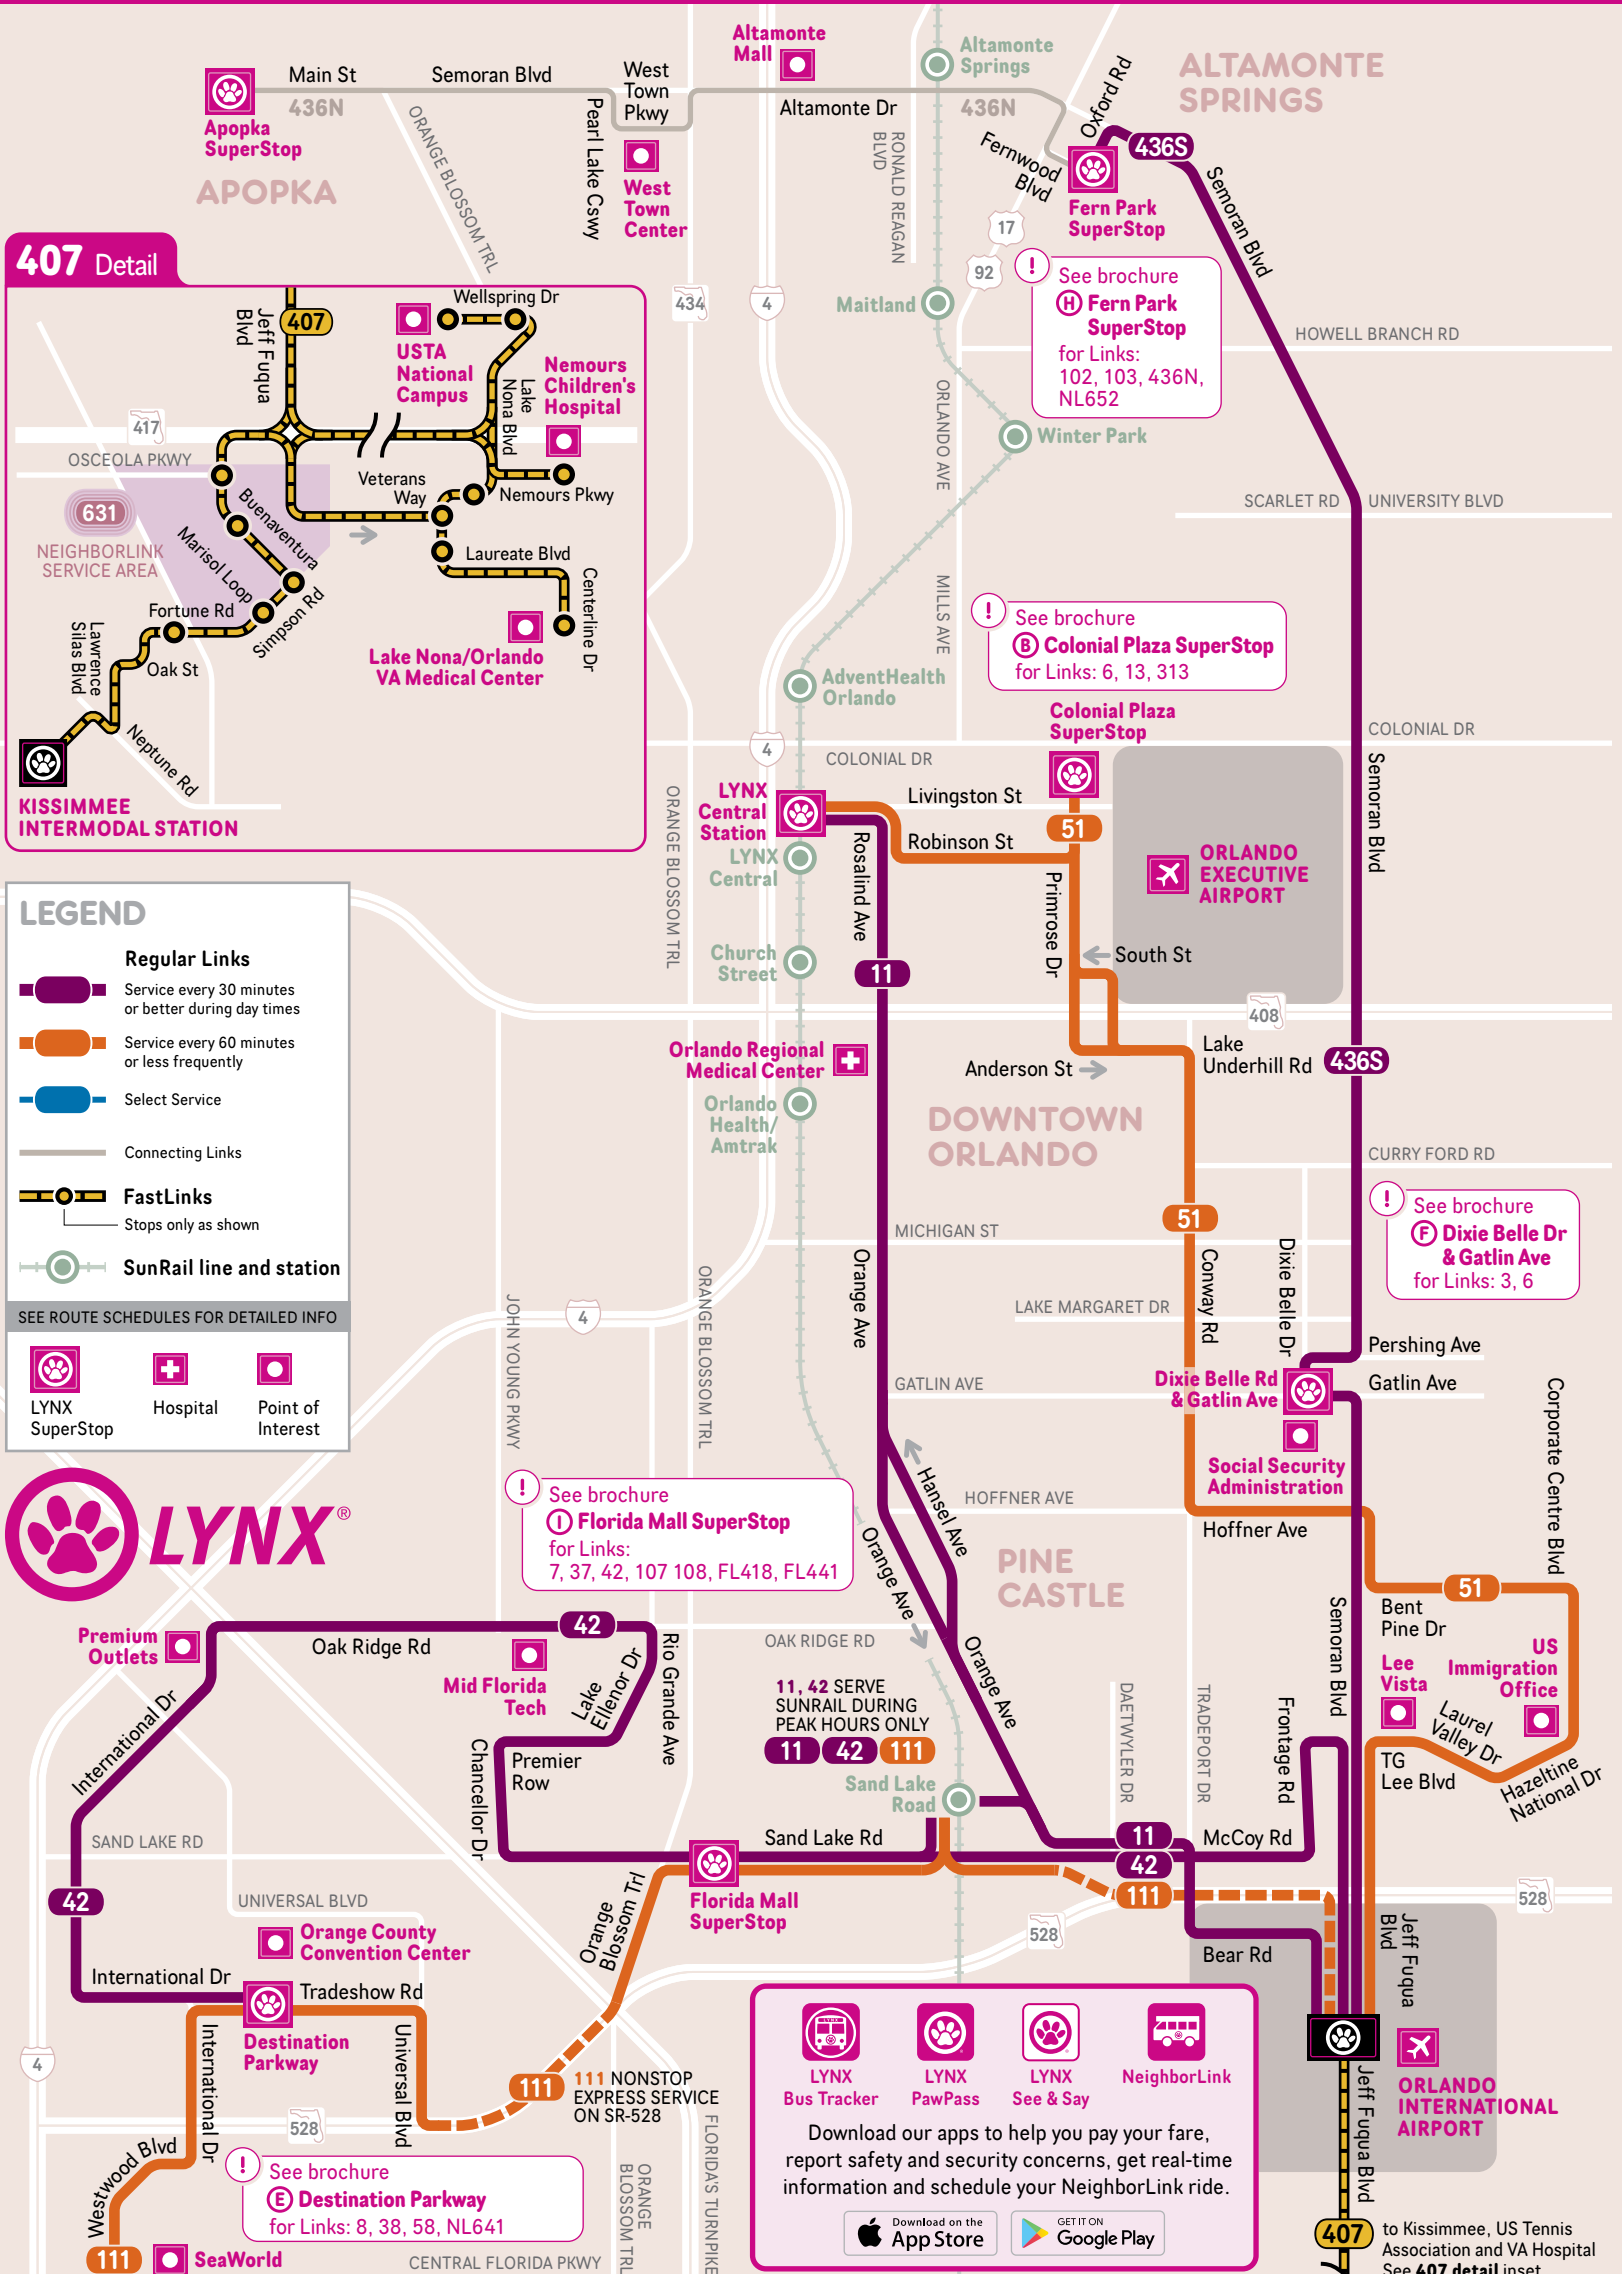 Altamonte
Mall
Altamonte
Springs
ALTAMONTE
SPRINGS
Main St
Semoran Blvd
West
Town
Pkwy
436N
Altamonte Dr
436N
Oxford Rd
Apopka
SuperStop
APOPKA
ORANGE BLOSSOM TRL
Pearl Lake Cswy
West
Town
Center
RONALD REAGAN
BLVD
Fernwood
Blvd
436S
Fern Park
SuperStop
Semoran Blvd
17
92
434
4
Maitland
!
See brochure
H Fern Park
SuperStop
for Links:
102, 103, 436N,
NL652
HOWELL BRANCH RD
ORLANDO AVE
Winter Park
SCARLET RD
UNIVERSITY BLVD
407 Detail
Jeff Fuqua
Blvd
407
Wellspring Dr
USTA
National
Campus
Nemours
Children's
Hospital
Lake
Nona Blvd
417
OSCEOLA PKWY
Veterans
Way
Nemours Pkwy
631
NEIGHBORLINK
SERVICE AREA
Buenaventura
Marisol Loop
Laureate Blvd
Centerline Dr
Fortune Rd
Simpson Rd
Lawrence
Silas Blvd
Oak St
Lake Nona/Orlando
VA Medical Center
Neptune Rd
KISSIMMEE
INTERMODAL STATION
MILLS AVE
!
See brochure
B Colonial Plaza SuperStop
for Links: 6, 13, 313
AdventHealth
Orlando
Colonial Plaza
SuperStop
4
COLONIAL DR
COLONIAL DR
LYNX
Central
Station
Livingston St
51
Robinson St
LYNX
Central
ORANGE BLOSSOM TRL
Rosalind Ave
Primrose Dr
ORLANDO
EXECUTIVE
AIRPORT
Semoran Blvd
Church
Street
11
South St
408
Orlando Regional
Medical Center
Anderson St
Lake
Underhill Rd
436S
Orlando
Health/
Amtrak
DOWNTOWN
ORLANDO
CURRY FORD RD
LEGEND
Regular Links
Service every 30 minutes
or better during day times
Service every 60 minutes
or less frequently
Select Service
Connecting Links
FastLinks
Stops only as shown
SunRail line and station
SEE ROUTE SCHEDULES FOR DETAILED INFO
LYNX
SuperStop
Hospital
Point of
Interest
LYNX®
51
!
See brochure
F Dixie Belle Dr
& Gatlin Ave
for Links: 3, 6
MICHIGAN ST
Orange Ave
Conway Rd
Dixie Belle Dr
LAKE MARGARET DR
4
JOHN YOUNG PKWY
ORANGE BLOSSOM TRL
Pershing Ave
GATLIN AVE
Dixie Belle Rd
& Gatlin Ave
Gatlin Ave
Social Security
Administration
Corporate Centre Blvd
!
See brochure
I Florida Mall SuperStop
for Links:
7, 37, 42, 107 108, FL418, FL441
Hansel Ave
Orange Ave
HOFFNER AVE
Hoffner Ave
PINE
CASTLE
51
Bent
Pine Dr
Semoran Blvd
Premium
Outlets
42
Oak Ridge Rd
Mid Florida
Tech
Lake
Ellenor Dr
Rio Grande Ave
OAK RIDGE RD
Orange Ave
11, 42 SERVE
SUNRAIL DURING
PEAK HOURS ONLY
11 42 111
Sand Lake
Road
DAETWYLER DR
TRADEPORT DR
Frontage Rd
Lee
Vista
US
Immigration
Office
Laurel
Valley Dr
TG
Lee Blvd
Hazeltine
National Dr
International Dr
Chancellor Dr
Premier
Row
SAND LAKE RD
Sand Lake Rd
11
McCoy Rd
42
111
42
UNIVERSAL BLVD
Orange County
Convention Center
Orange
Blossom Trl
Florida Mall
SuperStop
528
528
Bear Rd
Jeff Fuqua
Blvd
International Dr
Tradeshow Rd
Destination
Parkway
International Dr
Universal Blvd
4
111
111 NONSTOP
EXPRESS SERVICE
ON SR-528
528
Westwood Blvd
!
See brochure
E Destination Parkway
for Links: 8, 38, 58, NL641
111
SeaWorld
CENTRAL FLORIDA PKWY
ORANGE
BLOSSOM TRL
FLORIDA'S TURNPIKE
LYNX
LYNX
Bus Tracker
LYNX
PawPass
LYNX
See & Say
NeighborLink
Download our apps to help you pay your fare,
report safety and security concerns, get real-time
information and schedule your NeighborLink ride.
Download on the
App Store
GET IT ON
Google Play
ORLANDO
INTERNATIONAL
AIRPORT
Jeff Fuqua Blvd
407
to Kissimmee, US Tennis
Association and VA Hospital
See 407 detail inset